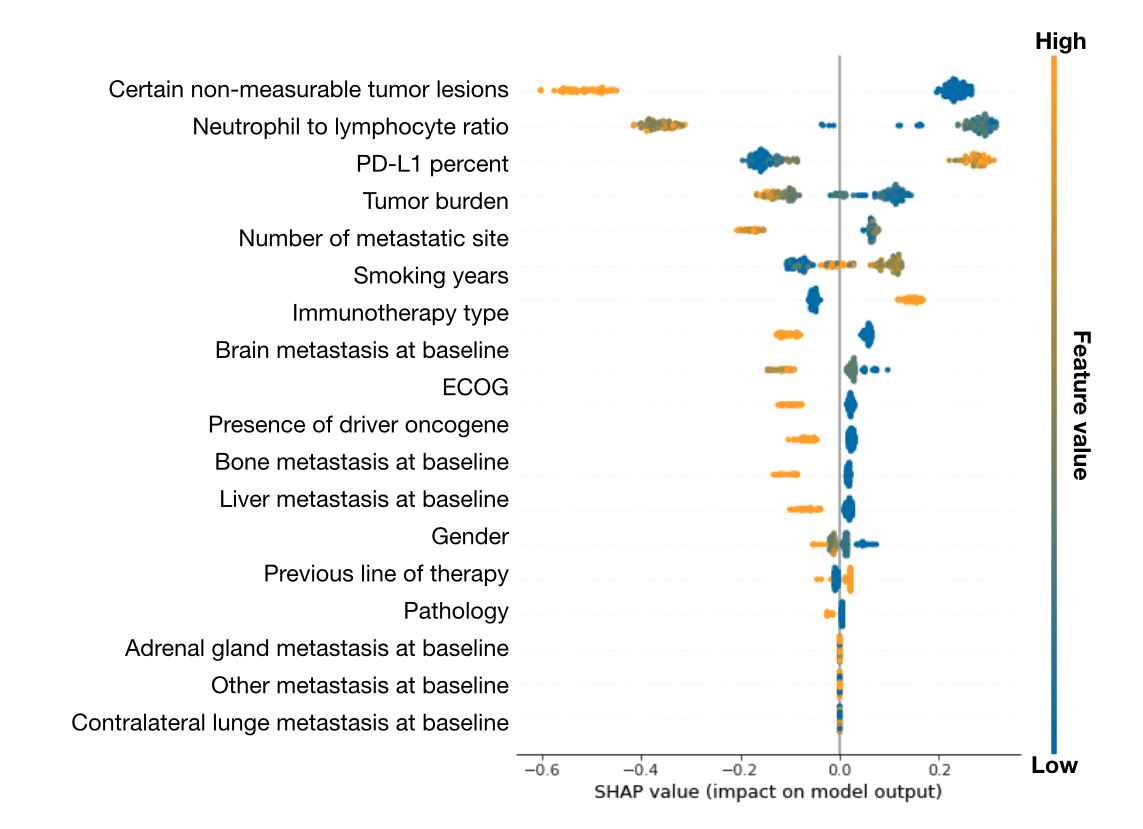 High
Certain non-measurable tumor lesions
Neutrophil to lymphocyte ratio
PD-L1 percent
Tumor burden
Number of metastatic site
Smoking years
Immunotherapy type
Brain metastasis at baseline
ECOG
Presence of driver oncogene
Bone metastasis at baseline
Liver metastasis at baseline
Gender
Previous line of therapy
Pathology
Adrenal gland metastasis at baseline
Other metastasis at baseline
Contralateral lunge metastasis at baseline
Feature value
Low
−0.6 −0.4 −0.2 0.0 0.2
SHAP value (impact on model output)